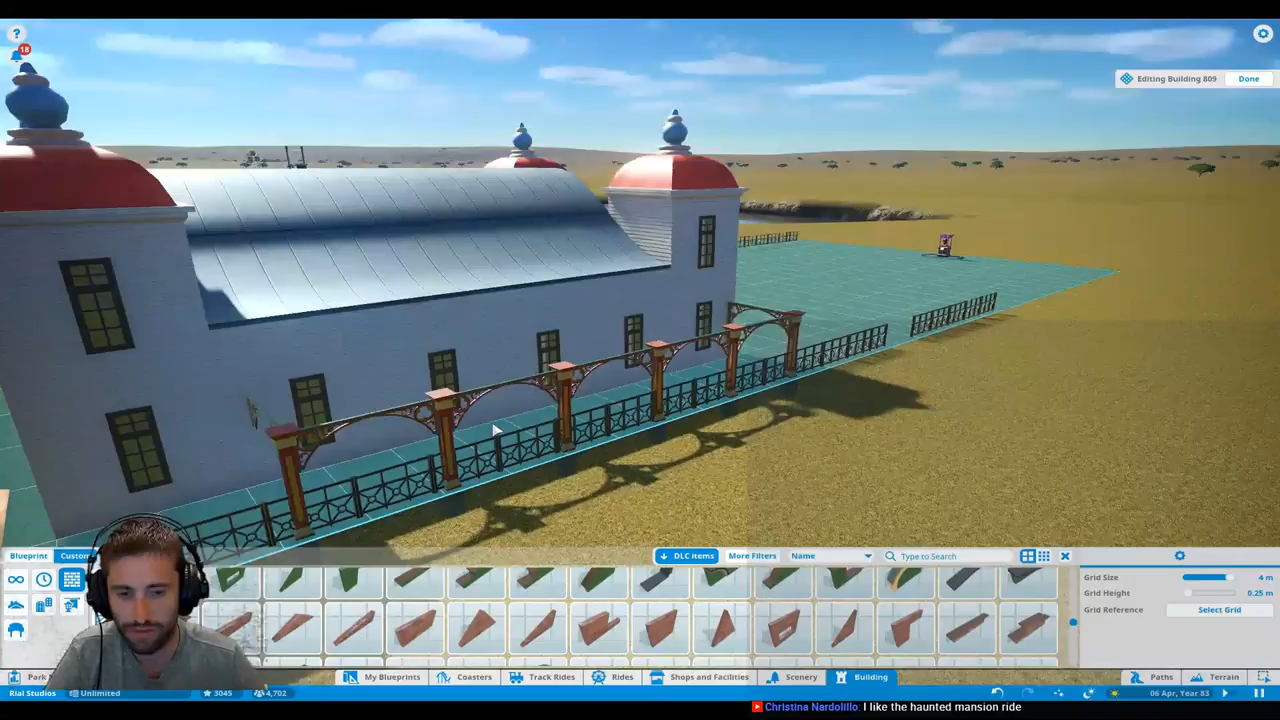 ?
18
Editing Building 809 Done
Blueprint Custom DLC items More Filters Name Type to Search
Grid Size 4 m
Grid Height 0.25 m
Grid Reference Select Grid
Park My Blueprints Coasters Track Rides Rides Shops and Facilities Scenery Building Paths Terrain
Rial Studios Unlimited 3045 4,702 06 Apr, Year 83
Christina Nardolillo: I like the haunted mansion ride